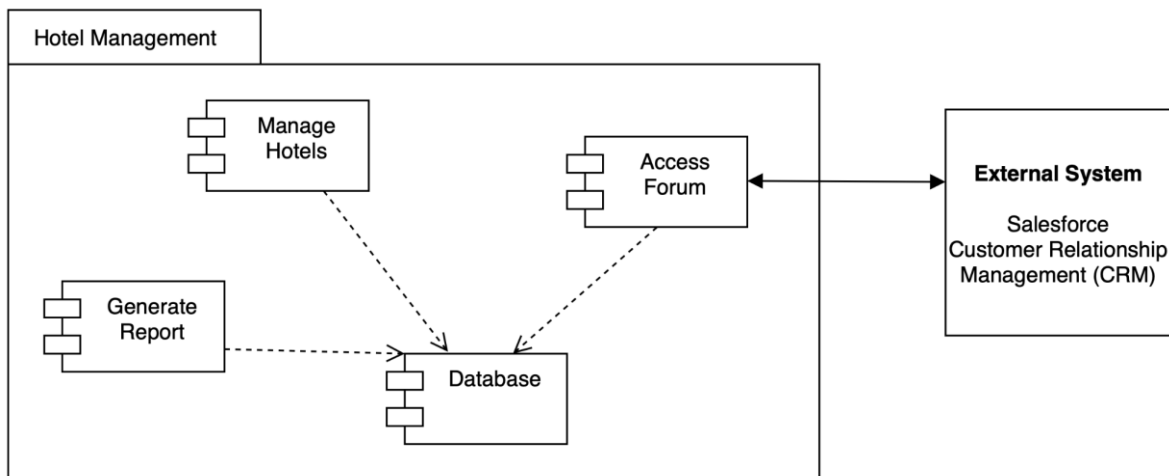 Hotel Management
Manage
Hotels
Access
Forum
External System
Salesforce
Customer Relationship
Management (CRM)
Generate
Report
Database